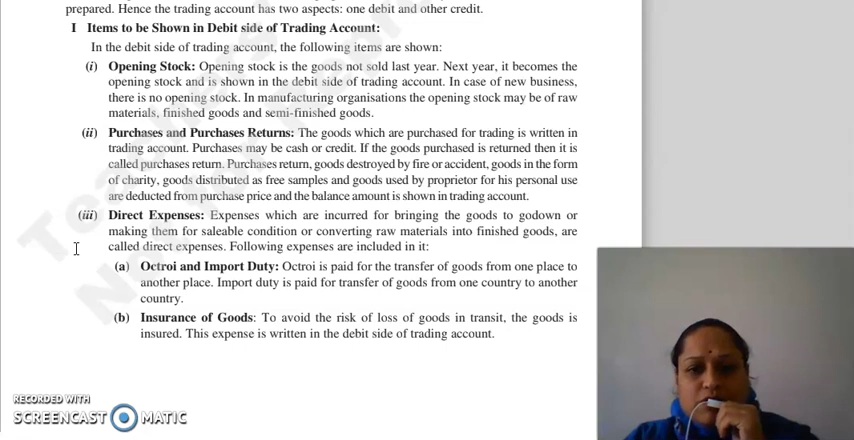 prepared. Hence the trading account has two aspects: one debit and other credit.
I Items to be Shown in Debit side of Trading Account:
In the debit side of trading account, the following items are shown:
(i) Opening Stock: Opening stock is the goods not sold last year. Next year, it becomes the
opening stock and is shown in the debit side of trading account. In case of new business,
there is no opening stock. In manufacturing organisations the opening stock may be of raw
materials, finished goods and semi-finished goods.
(ii) Purchases and Purchases Returns: The goods which are purchased for trading is written in
trading account. Purchases may be cash or credit. If the goods purchased is returned then it is
called purchases return. Purchases return, goods destroyed by fire or accident, goods in the form
of charity, goods distributed as free samples and goods used by proprietor for his personal use
are deducted from purchase price and the balance amount is shown in trading account.
(iii) Direct Expenses: Expenses which are incurred for bringing the goods to godown or
making them for saleable condition or converting raw materials into finished goods, are
called direct expenses. Following expenses are included in it:
(a) Octroi and Import Duty: Octroi is paid for the transfer of goods from one place to
another place. Import duty is paid for transfer of goods from one country to another
country.
(b) Insurance of Goods: To avoid the risk of loss of goods in transit, the goods is
insured. This expense is written in the debit side of trading account.
RECORDED WITH
SCREENCAST MATIC